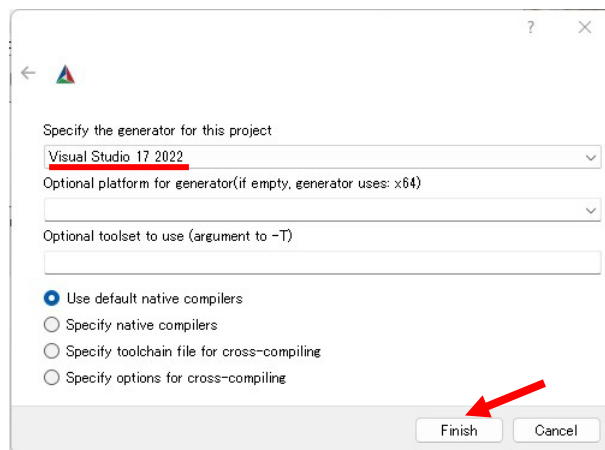 ?
Specify the generator for this project
Visual Studio 17 2022
Optional platform for generator(if empty, generator uses: x64)
Optional toolset to use (argument to -T)
Use default native compilers
Specify native compilers
Specify toolchain file for cross-compiling
Specify options for cross-compiling
Finish Cancel